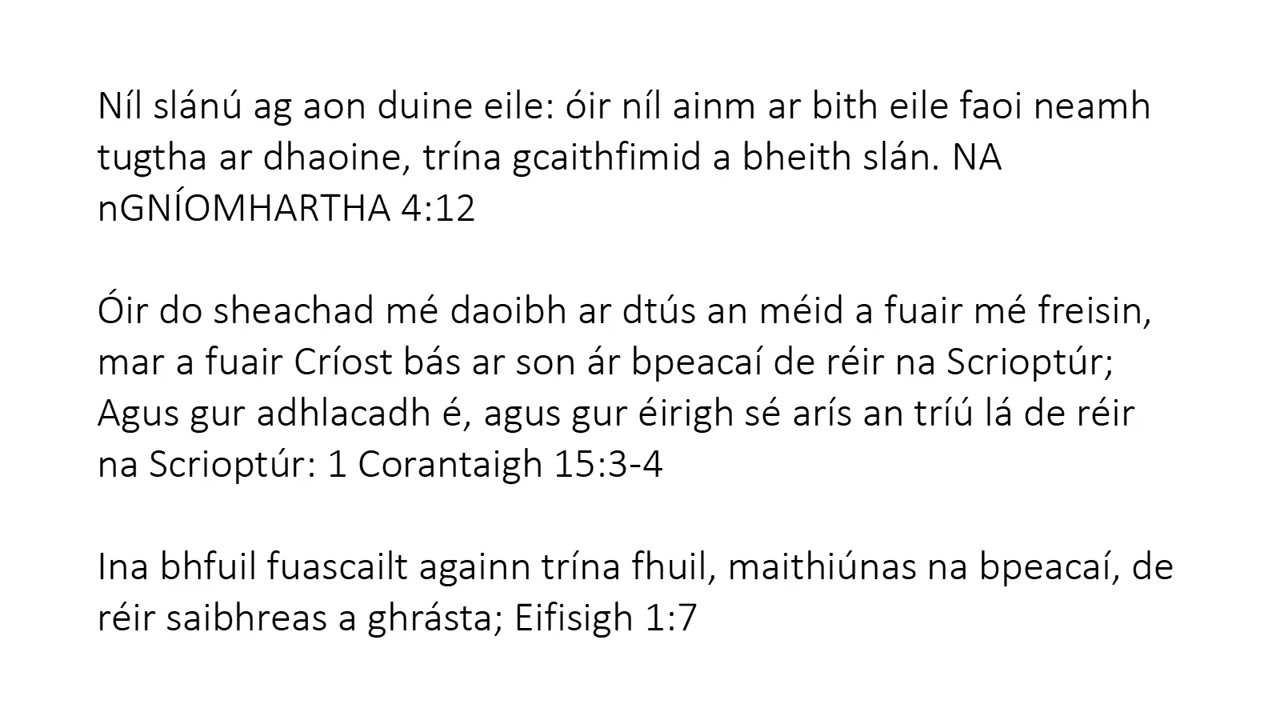 Níl slánú ag aon duine eile: óir níl ainm ar bith eile faoi neamh
tugtha ar dhaoine, trína gcaithfimid a bheith slán. NA
nGNÍOMHARTHA 4:12
Óir do sheachad mé daoibh ar dtús an méid a fuair mé freisin,
mar a fuair Críost bás ar son ár bpeacaí de réir na Scrioptúr;
Agus gur adhlacadh é, agus gur éirigh sé arís an tríú lá de réir
na Scrioptúr: 1 Corantaigh 15:3-4
Ina bhfuil fuascailt againn trína fhuil, maithiúnas na bpeacaí, de
réir saibhreas a ghrásta; Eifisigh 1:7